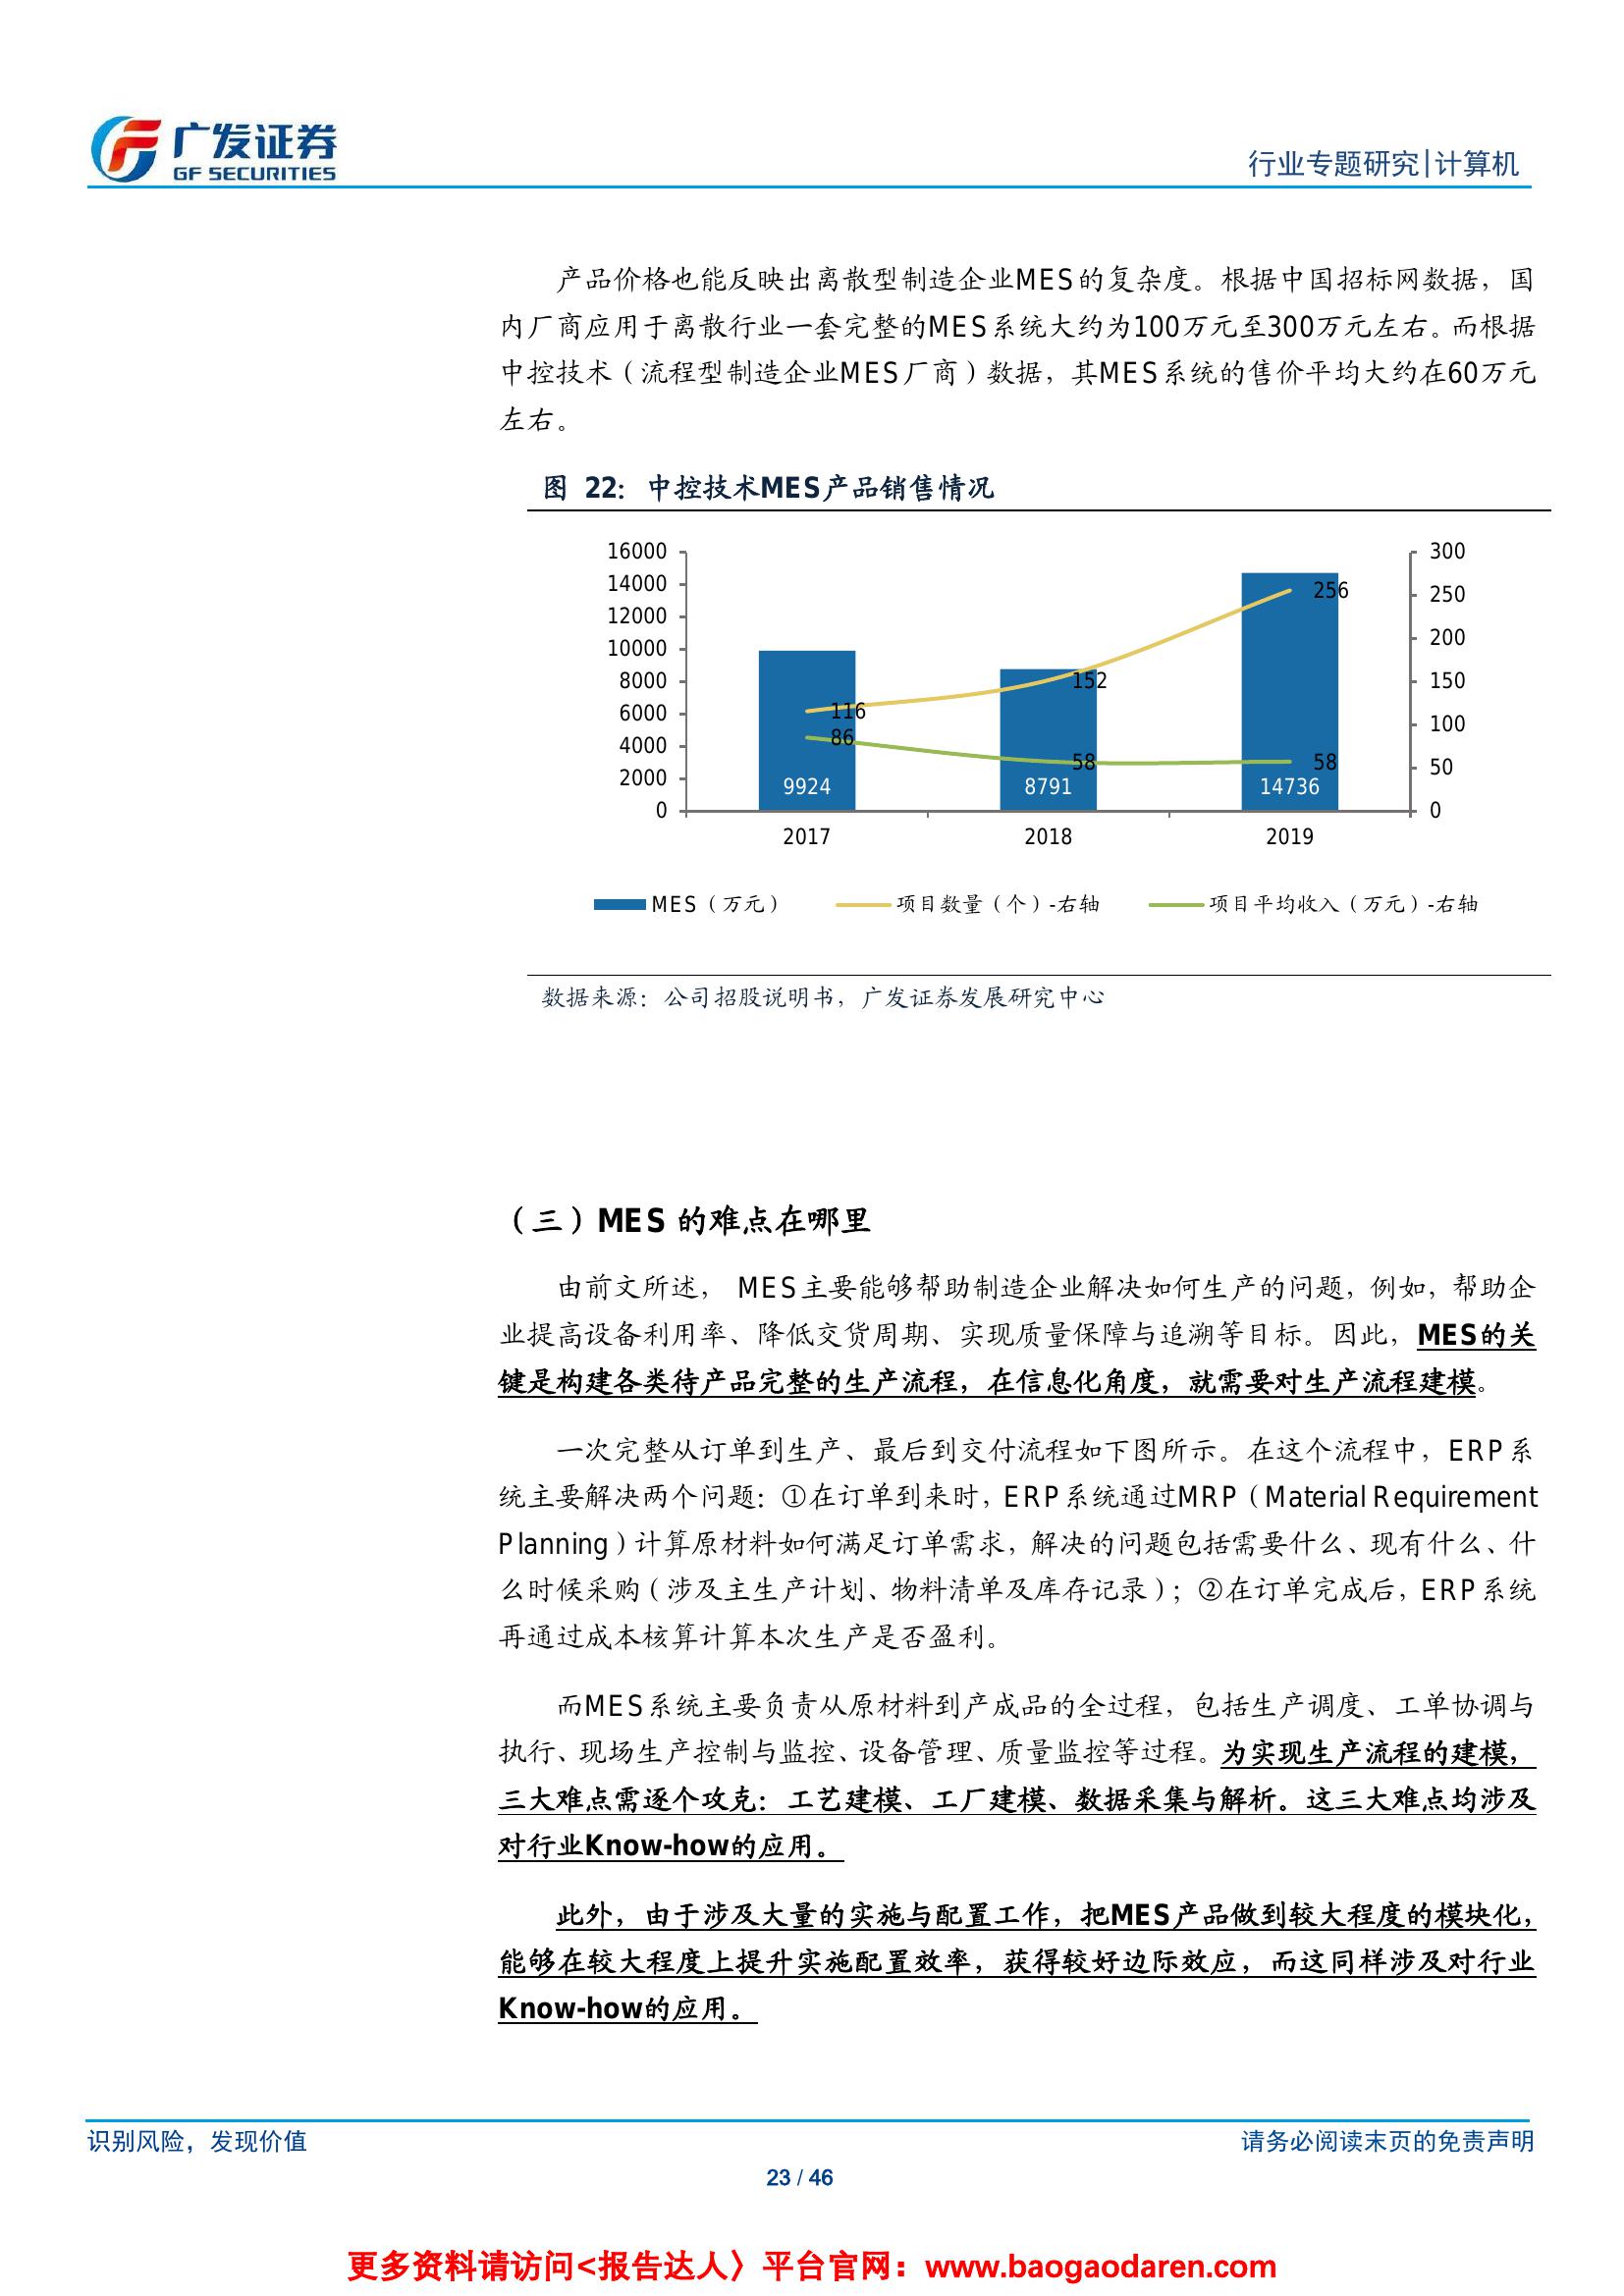 广发证券
GF SECURITIES
行业专题研究|计算机
产品价格也能反映出离散型制造企业MES的复杂度。根据中国招标网数据，国
内厂商应用于离散行业一套完整的MES系统大约为100万元至300万元左右。而根据
中控技术（流程型制造企业MES厂商）数据，其MES系统的售价平均大约在60万元
左右。
图 22：中控技术MES产品销售情况
16000
14000
12000
10000
8000
6000
4000
2000
0
300
250
200
150
100
50
0
116
86
9924
152
58
8791
256
58
14736
2017 2018 2019
MES（万元） 项目数量（个）-右轴 项目平均收入（万元）-右轴
数据来源：公司招股说明书，广发证券发展研究中心
（三）MES 的难点在哪里
由前文所述， MES主要能够帮助制造企业解决如何生产的问题，例如，帮助企
业提高设备利用率、降低交货周期、实现质量保障与追溯等目标。因此，MES的关
键是构建各类待产品完整的生产流程，在信息化角度，就需要对生产流程建模。
一次完整从订单到生产、最后到交付流程如下图所示。在这个流程中，ERP系
统主要解决两个问题：①在订单到来时，ERP系统通过MRP（Material Requirement
Planning）计算原材料如何满足订单需求，解决的问题包括需要什么、现有什么、什
么时候采购（涉及主生产计划、物料清单及库存记录）；②在订单完成后，ERP系统
再通过成本核算计算本次生产是否盈利。
而MES系统主要负责从原材料到产成品的全过程，包括生产调度、工单协调与
执行、现场生产控制与监控、设备管理、质量监控等过程。为实现生产流程的建模，
三大难点需逐个攻克：工艺建模、工厂建模、数据采集与解析。这三大难点均涉及
对行业Know-how的应用。
此外，由于涉及大量的实施与配置工作，把MES产品做到较大程度的模块化，
能够在较大程度上提升实施配置效率，获得较好边际效应，而这同样涉及对行业
Know-how的应用。
识别风险，发现价值
请务必阅读末页的免责声明
23 / 46
更多资料请访问<报告达人〉平台官网：www.baogaodaren.com